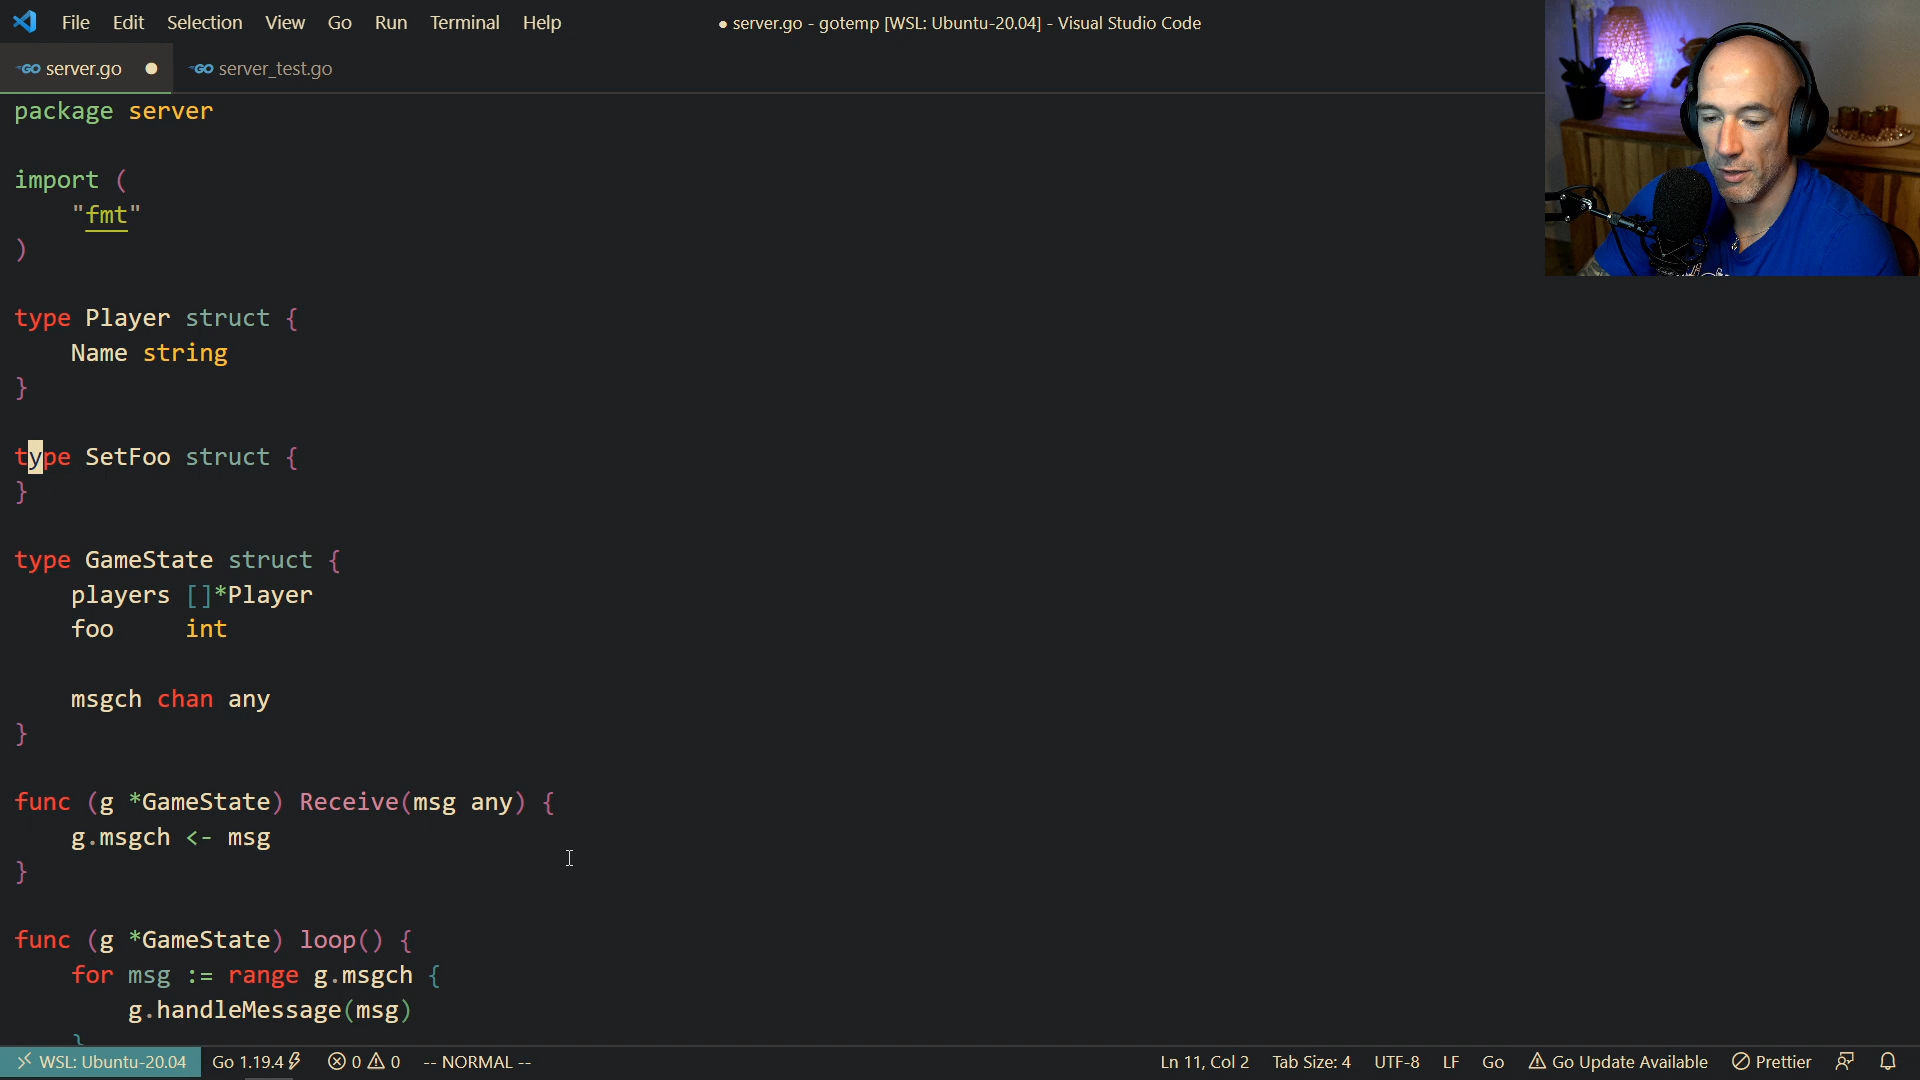 File Edit Selection View Go Run Terminal Help
● server.go - gotemp [WSL: Ubuntu-20.04] - Visual Studio Code
GO server.go ● GO server_test.go
package server
import (
"fmt"
)
type Player struct {
Name string
}
type SetFoo struct {
}
type GameState struct {
players []*Player
foo int
msgch chan any
}
func (g *GameState) Receive(msg any) {
g.msgch <- msg
}
func (g *GameState) loop() {
for msg := range g.msgch {
g.handleMessage(msg)
}
WSL: Ubuntu-20.04 Go 1.19.4 0 0 -- NORMAL -- Ln 11, Col 2 Tab Size: 4 UTF-8 LF Go Go Update Available Prettier